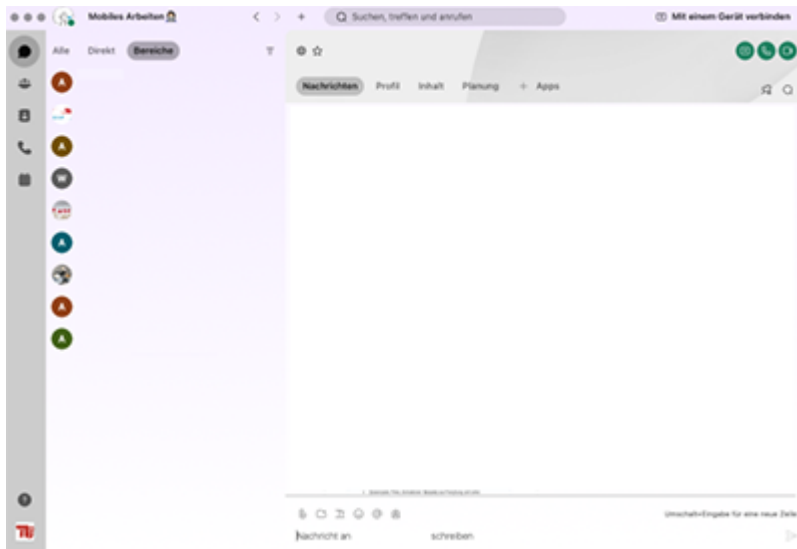 Mobiles Arbeiten
Suchen, treffen und anrufen
Mit einem Gerät verbinden
Alle Direkt Bereiche
Nachrichten Profil Inhalt Planung + Apps
A
A
W
A
A
A
Umschalt+Eingabe für eine neue Zeile
Nachricht an schreiben